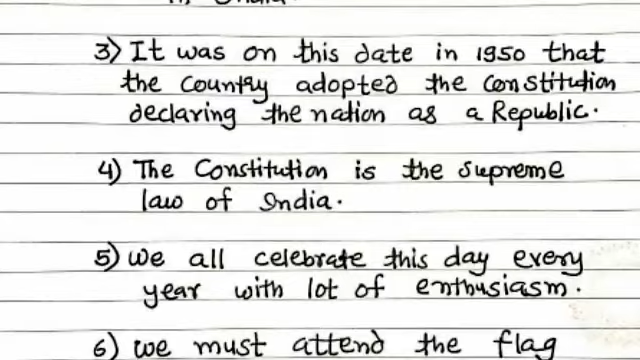 3) It was on this date in 1950 that
the country adopted the constitution
declaring the nation as a Republic.
4) The Constitution is the supreme
law of India.
5) we all celebrate this day every
year with lot of enthusiasm.
6) we must attend the flag